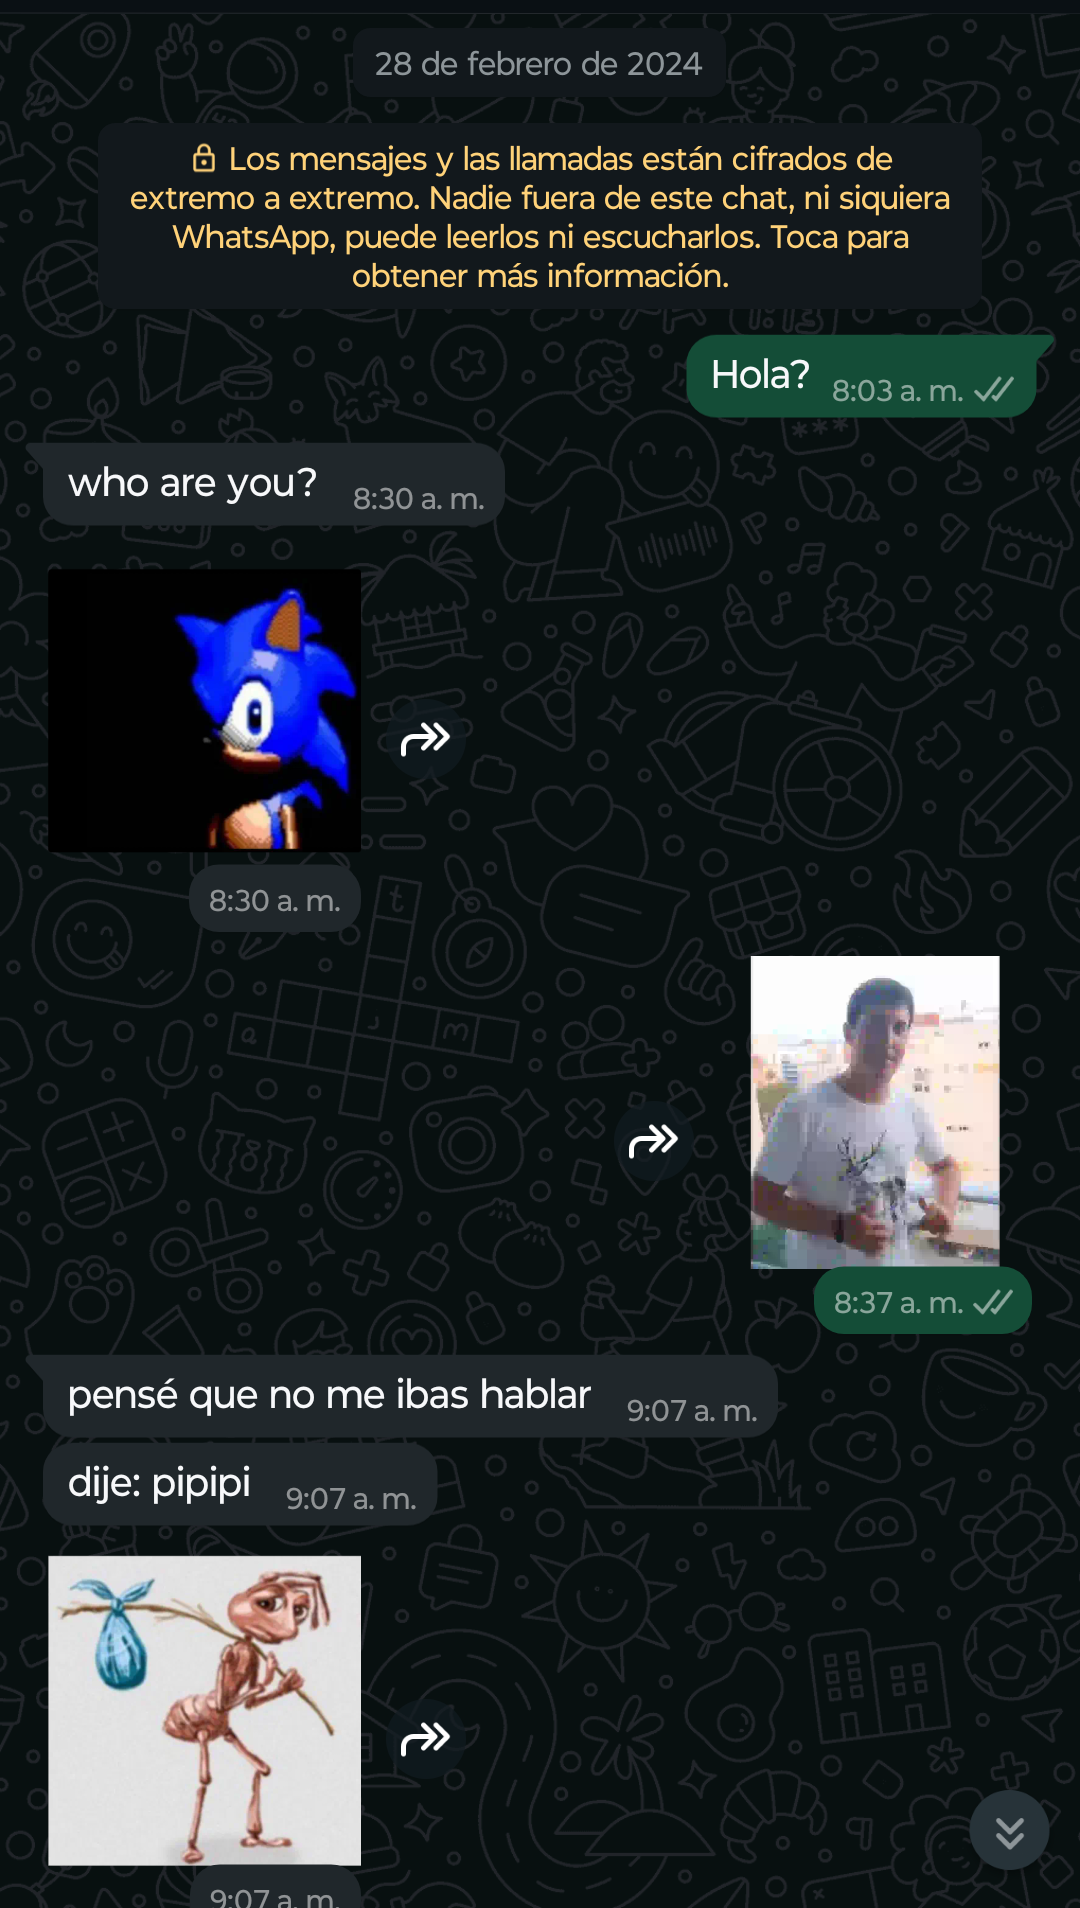 28 de febrero de 2024
Los mensajes y las llamadas están cifrados de
extremo a extremo. Nadie fuera de este chat, ni siquiera
WhatsApp, puede leerlos ni escucharlos. Toca para
obtener más información.
Hola? 8:03 a. m.
who are you? 8:30 a. m.
8:30 a. m.
8:37 a. m.
pensé que no me ibas hablar 9:07 a. m.
dije: pipipi 9:07 a. m.
9:07 a. m.